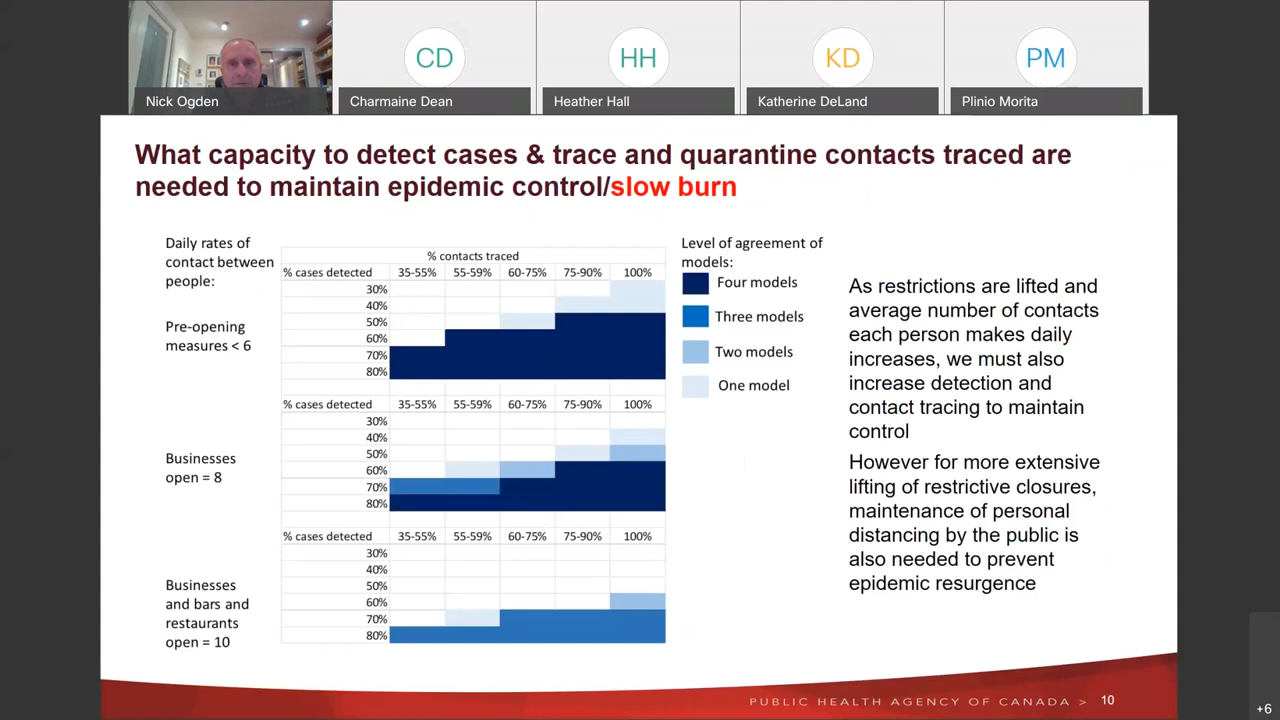 CD
HH
KD
PM
Nick Ogden
Charmaine Dean
Heather Hall
Katherine DeLand
Plinio Morita
What capacity to detect cases & trace and quarantine contacts traced are
needed to maintain epidemic control/slow burn
Daily rates of
contact between
people:
Pre-opening
measures < 6
% contacts traced
% cases detected 35-55% 55-59% 60-75% 75-90% 100%
30%
40%
50%
60%
70%
80%
Businesses
open = 8
% cases detected 35-55% 55-59% 60-75% 75-90% 100%
30%
40%
50%
60%
70%
80%
Businesses
and bars and
restaurants
open = 10
% cases detected 35-55% 55-59% 60-75% 75-90% 100%
30%
40%
50%
60%
70%
80%
Level of agreement of
models:
Four models
Three models
Two models
One model
As restrictions are lifted and
average number of contacts
each person makes daily
increases, we must also
increase detection and
contact tracing to maintain
control
However for more extensive
lifting of restrictive closures,
maintenance of personal
distancing by the public is
also needed to prevent
epidemic resurgence
PUBLIC HEALTH AGENCY OF CANADA > 10
+6